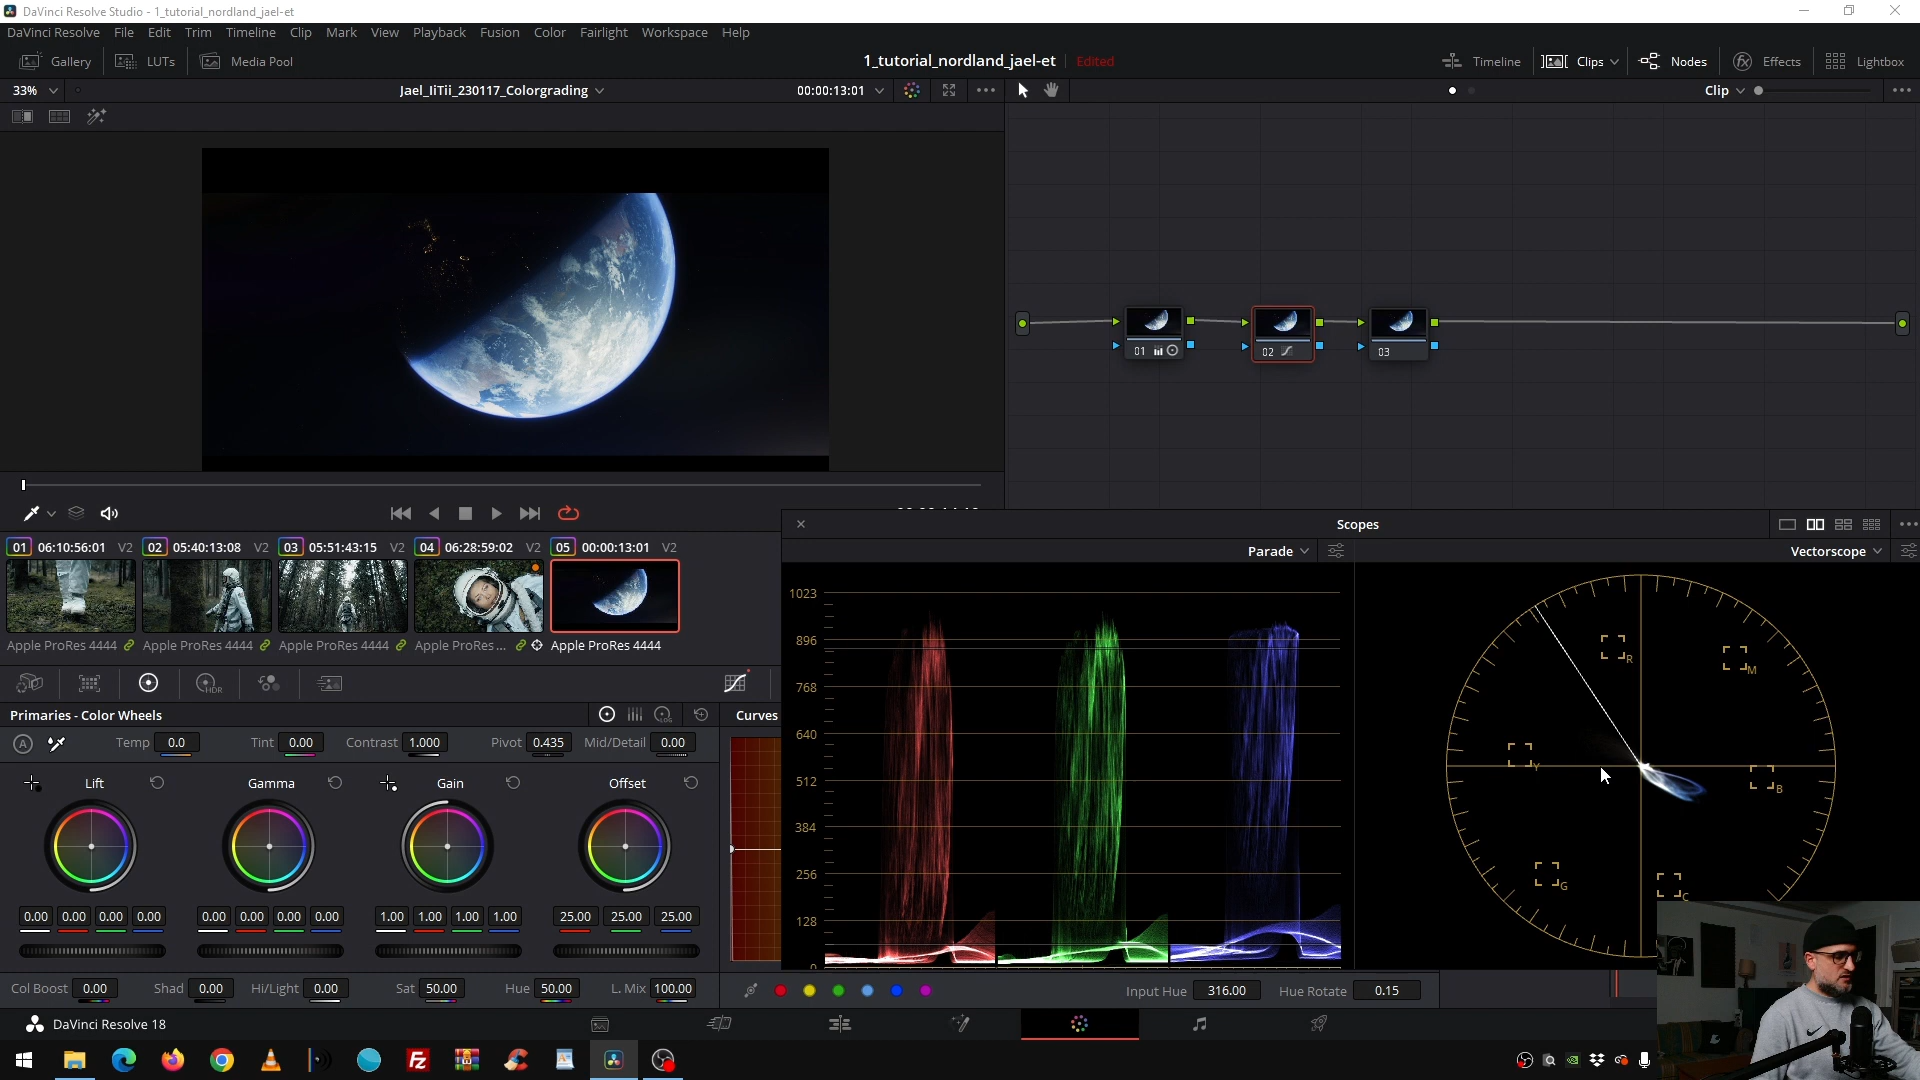 DaVinci Resolve Studio - 1_tutorial_nordland_jael-et
DaVinci Resolve File Edit Trim Timeline Clip Mark View Playback Fusion Color Fairlight Workspace Help
Gallery LUTs Media Pool 1_tutorial_nordland_jael-et Edited Timeline Clips Nodes Effects Lightbox
33% Jael_IiTii_230117_Colorgrading 00:00:13:01 Clip
01 02 03
Scopes
Parade Vectorscope
01 06:10:56:01 V2 02 05:40:13:08 V2 03 05:51:43:15 V2 04 06:28:59:02 V2 05 00:00:13:01 V2
Apple ProRes 4444 Apple ProRes 4444 Apple ProRes 4444 Apple ProRes ... Apple ProRes 4444
Primaries - Color Wheels Curves
Temp 0.0 Tint 0.00 Contrast 1.000 Pivot 0.435 Mid/Detail 0.00
Lift Gamma Gain Offset
0.00 0.00 0.00 0.00 0.00 0.00 0.00 0.00 1.00 1.00 1.00 1.00 25.00 25.00 25.00
Col Boost 0.00 Shad 0.00 Hi/Light 0.00 Sat 50.00 Hue 50.00 L. Mix 100.00
1023
896
768
640
512
384
256
128
0
R
M
Y
B
G
C
Input Hue 316.00 Hue Rotate 0.15
DaVinci Resolve 18